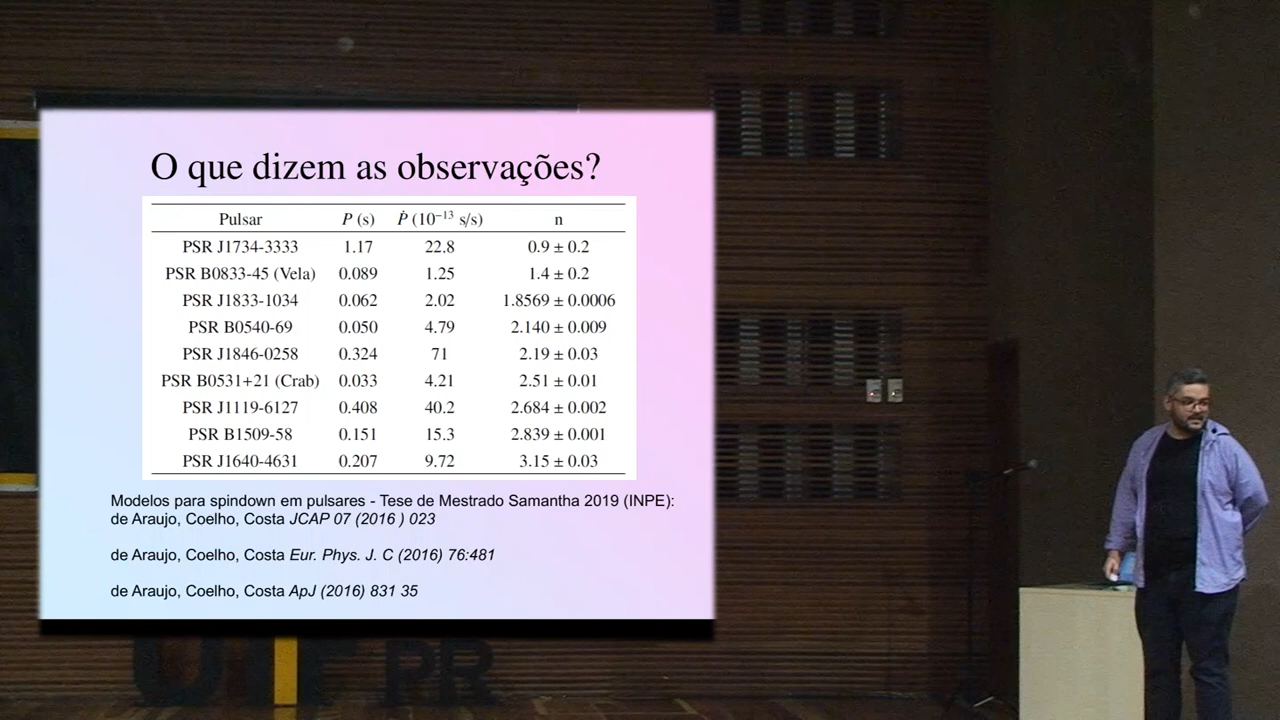 O que dizem as observações?
Pulsar P (s) Ṗ (10⁻¹³ s/s) n
PSR J1734-3333 1.17 22.8 0.9 ± 0.2
PSR B0833-45 (Vela) 0.089 1.25 1.4 ± 0.2
PSR J1833-1034 0.062 2.02 1.8569 ± 0.0006
PSR B0540-69 0.050 4.79 2.140 ± 0.009
PSR J1846-0258 0.324 71 2.19 ± 0.03
PSR B0531+21 (Crab) 0.033 4.21 2.51 ± 0.01
PSR J1119-6127 0.408 40.2 2.684 ± 0.002
PSR B1509-58 0.151 15.3 2.839 ± 0.001
PSR J1640-4631 0.207 9.72 3.15 ± 0.03
Modelos para spindown em pulsares - Tese de Mestrado Samantha 2019 (INPE):
de Araujo, Coelho, Costa JCAP 07 (2016 ) 023
de Araujo, Coelho, Costa Eur. Phys. J. C (2016) 76:481
de Araujo, Coelho, Costa ApJ (2016) 831 35
UTFPR